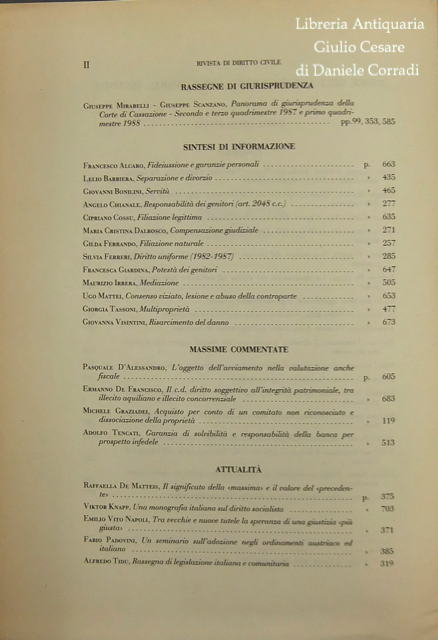 Libreria Antiquaria
Giulio Cesare
di Daniele Corradi
II RIVISTA DI DIRITTO CIVILE
RASSEGNE DI GIURISPRUDENZA
GIUSEPPE MIRABELLI - GIUSEPPE SCANZANO, Panorama di giurisprudenza della
Corte di Cassazione - Secondo e terzo quadrimestre 1987 e primo quadri-
mestre 1988 pp. 99, 353, 585
SINTESI DI INFORMAZIONE
FRANCESCO ALCARO, Fideiussione e garanzie personali p. 663
LELIO BARBIERA, Separazione e divorzio » 435
GIOVANNI BONILINI, Servitù » 465
ANGELO CHIANALE, Responsabilità dei genitori (art. 2048 c.c.) » 277
CIPRIANO COSSU, Filiazione legittima » 635
MARIA CRISTINA DALBOSCO, Compensazione giudiziale » 271
GILDA FERRANDO, Filiazione naturale » 257
SILVIA FERRERI, Diritto uniforme (1982-1987) » 285
FRANCESCA GIARDINA, Potestà dei genitori » 647
MAURIZIO IRRERA, Mediazione » 505
UGO MATTEI, Consenso viziato, lesione e abuso della controparte » 653
GIORGIA TASSONI, Multiproprietà » 477
GIOVANNA VISINTINI, Risarcimento del danno » 673
MASSIME COMMENTATE
PASQUALE D'ALESSANDRO, L'oggetto dell'avviamento nella valutazione anche
fiscale p. 605
ERMANNO DE FRANCISCO, Il c.d. diritto soggettivo all'integrità patrimoniale, tra
illecito aquiliano e illecito concorrenziale » 683
MICHELE GRAZIADEI, Acquisto per conto di un comitato non riconosciuto e
dissociazione della proprietà » 119
ADOLFO TENCATI, Garanzia di solvibilità e responsabilità della banca per
prospetto infedele » 513
ATTUALITÀ
RAFFAELLA DE MATTEIS, Il significato della «massima» e il valore del «preceden-
te» p. 375
VIKTOR KNAPP, Una monografia italiana sul diritto socialista » 703
EMILIO VITO NAPOLI, Tra vecchie e nuove tutele la speranza di una giustizia «più
giusta» » 371
FABIO PADOVINI, Un seminario sull'adozione negli ordinamenti austriaco ed
italiano » 385
ALFREDO TIDU, Rassegna di legislazione italiana e comunitaria » 319